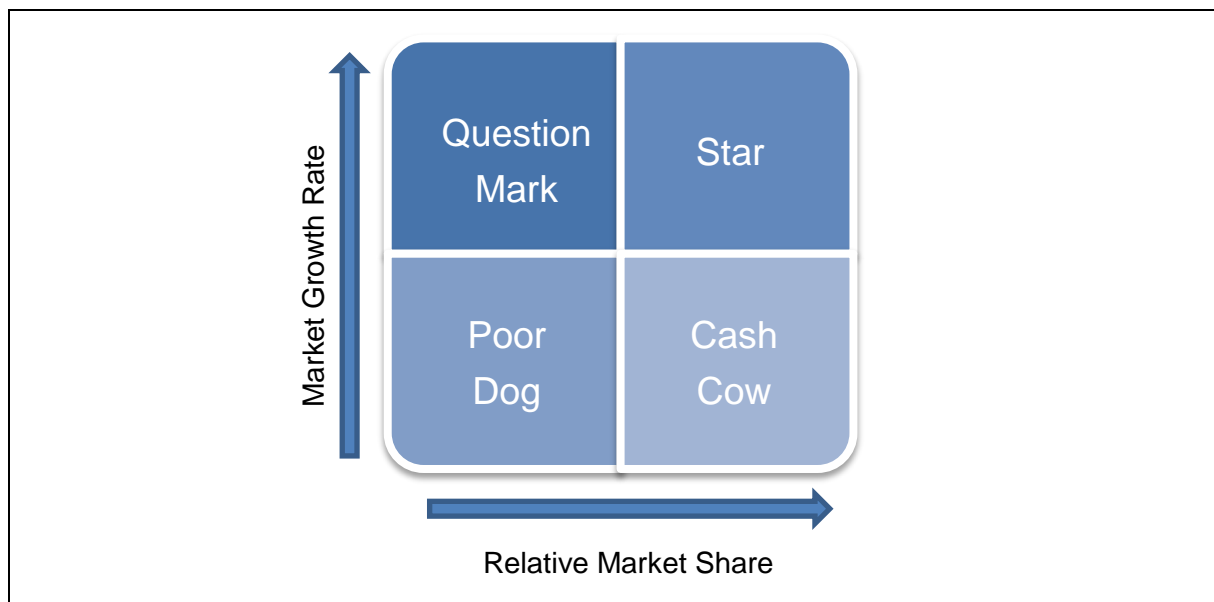 Market Growth Rate
Question
Mark
Star
Poor
Dog
Cash
Cow
Relative Market Share